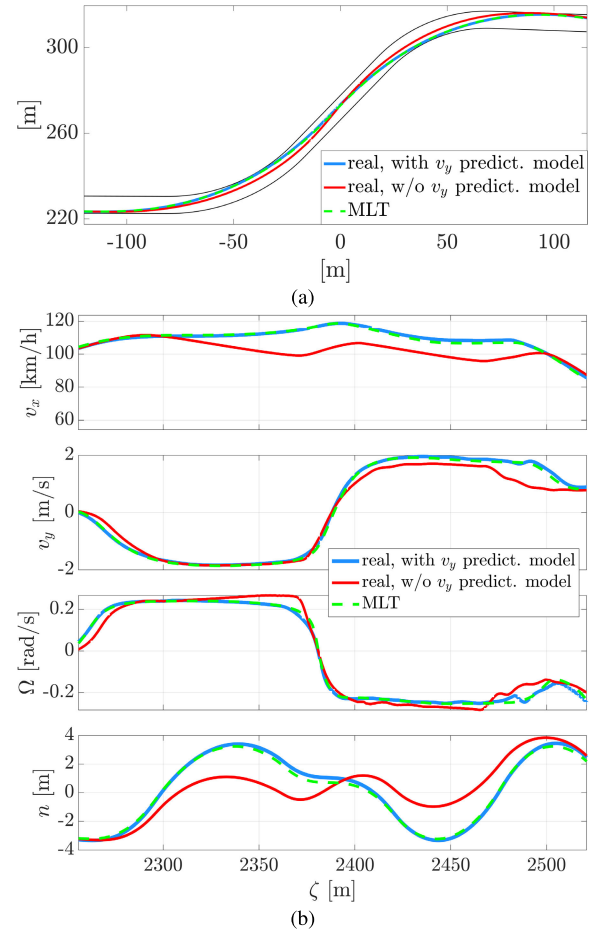 320
[m]
260
220
-100
-50
0
50
100
[m]
real, with v_y predict. model
real, w/o v_y predict. model
MLT
(a)
120
100
80
60
v_x [km/h]
2
0
-2
v_y [m/s]
real, with v_y predict. model
real, w/o v_y predict. model
MLT
0.2
0
-0.2
Ω [rad/s]
4
2
0
-2
-4
n [m]
2300
2350
2400
2450
2500
ζ [m]
(b)